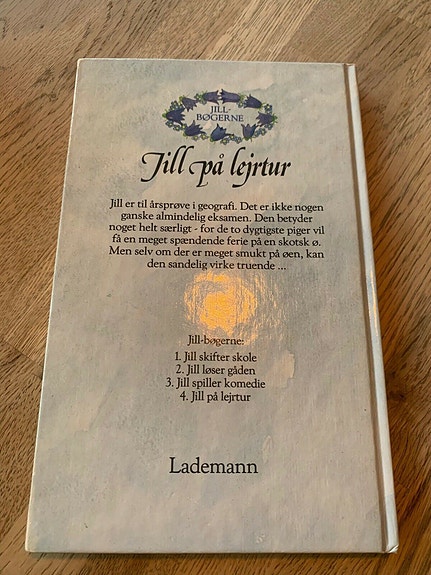 JILL-
BØGERNE
Jill på lejrtur
Jill er til årsprøve i geografi. Det er ikke nogen
ganske almindelig eksamen. Den betyder
noget helt særligt - for de to dygtigste piger vil
få en meget spændende ferie på en skotsk ø.
Men selv om der er meget smukt på øen, kan
den sandelig virke truende ...
Jill-bøgerne:
1. Jill skifter skole
2. Jill løser gåden
3. Jill spiller komedie
4. Jill på lejrtur
Lademann